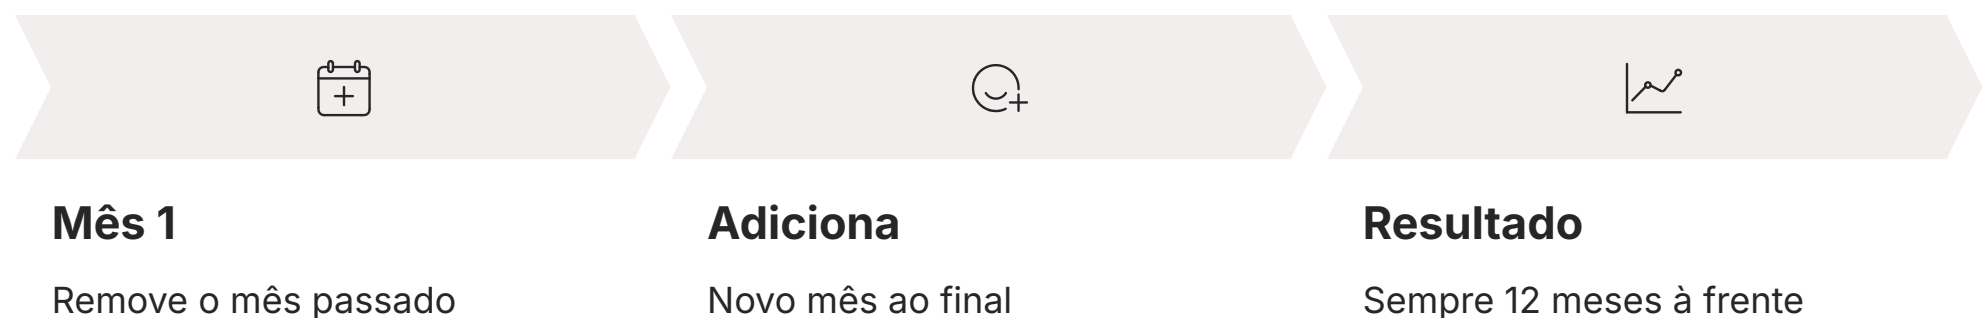 Mês 1
Remove o mês passado
Adiciona
Novo mês ao final
Resultado
Sempre 12 meses à frente